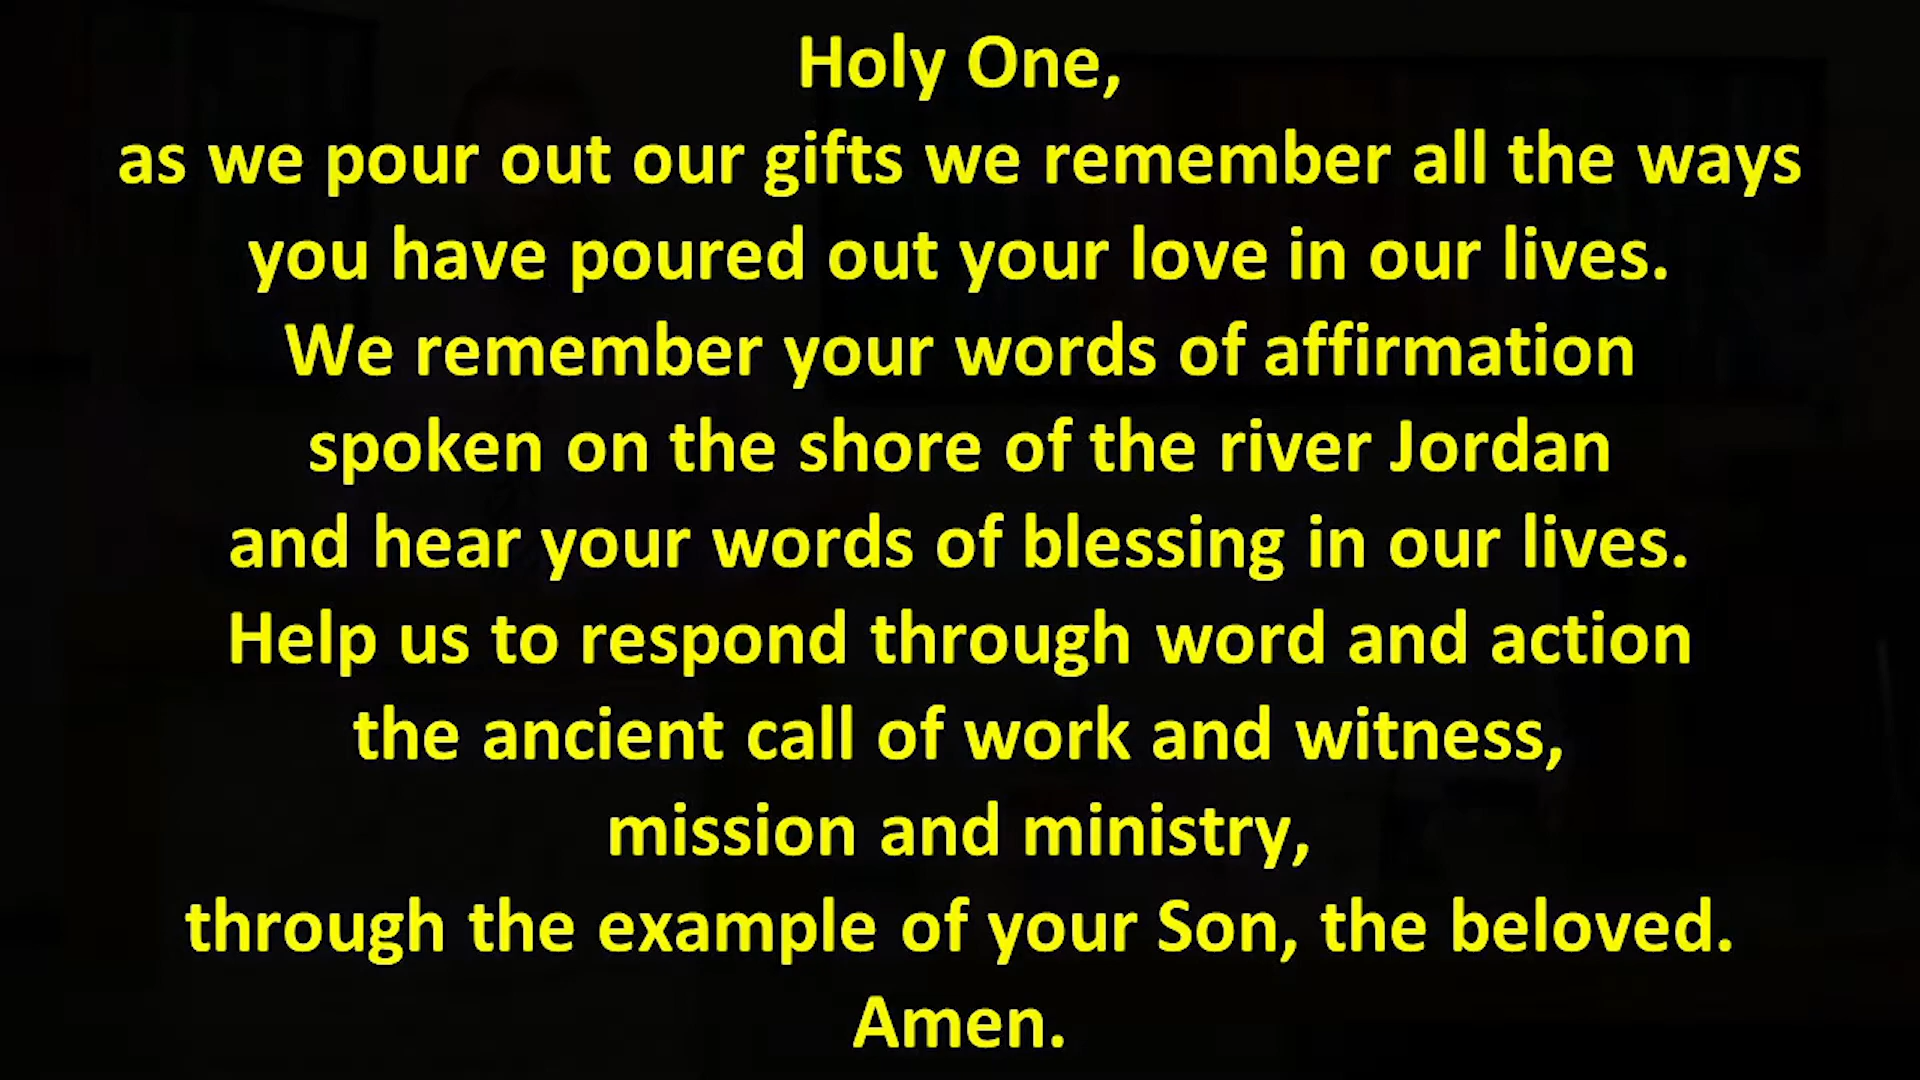 Holy One,
as we pour out our gifts we remember all the ways
you have poured out your love in our lives.
We remember your words of affirmation
spoken on the shore of the river Jordan
and hear your words of blessing in our lives.
Help us to respond through word and action
the ancient call of work and witness,
mission and ministry,
through the example of your Son, the beloved.
Amen.